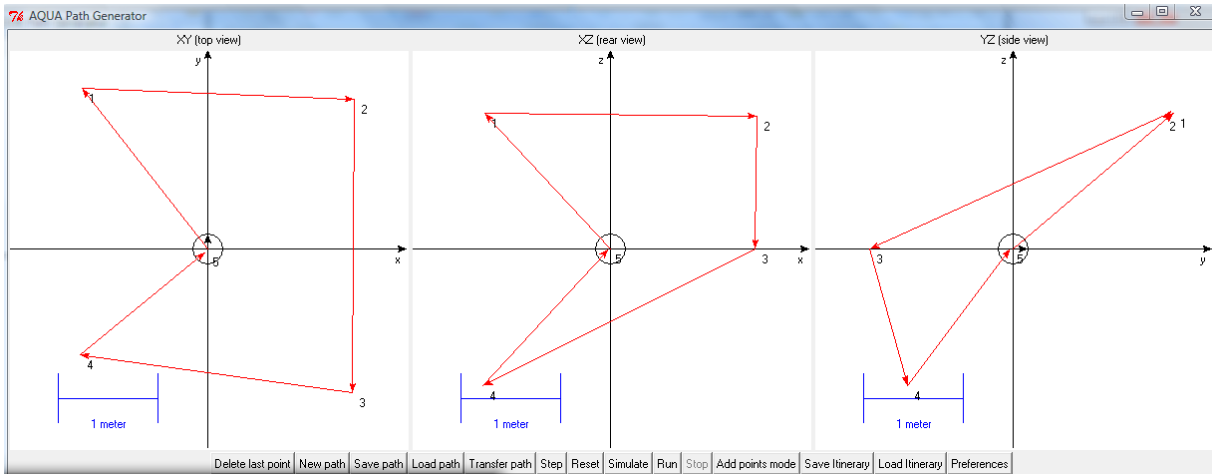 AQUA Path Generator
XY (top view) XZ (rear view) YZ (side view)
y z z
1 2 1 2 2 1
5 x 5 x 5 y
3 3
4 3 4 4
1 meter 1 meter 1 meter
Delete last point New path Save path Load path Transfer path Step Reset Simulate Run Stop Add points mode Save Itinerary Load Itinerary Preferences